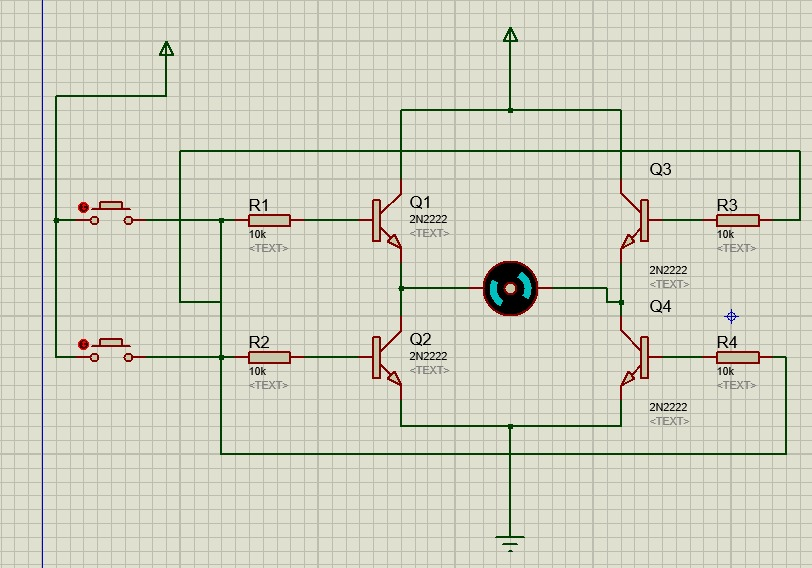 Q3
R1
10k
<TEXT>
Q1
2N2222
<TEXT>
R3
10k
<TEXT>
2N2222
<TEXT>
Q4
R2
10k
<TEXT>
Q2
2N2222
<TEXT>
R4
10k
<TEXT>
2N2222
<TEXT>